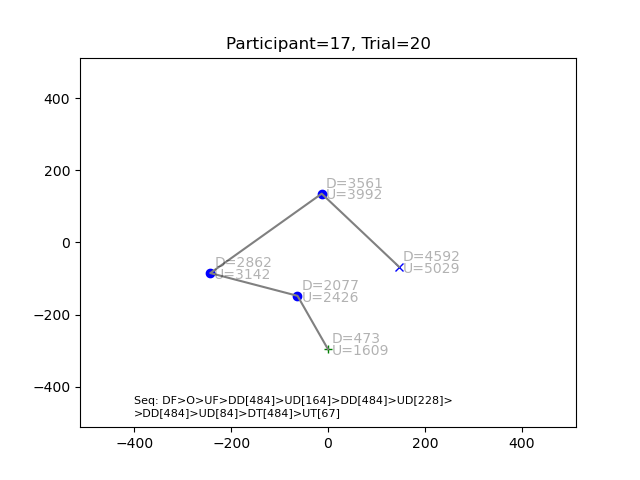 Participant=17, Trial=20
400
200
0
−200
−400
D=3561
U=3992
D=4592
U=5029
D=2862
U=3142
D=2077
U=2426
D=473
U=1609
Seq: DF>O>UF>DD[484]>UD[164]>DD[484]>UD[228]>
>DD[484]>UD[84]>DT[484]>UT[67]
−400
−200
0
200
400